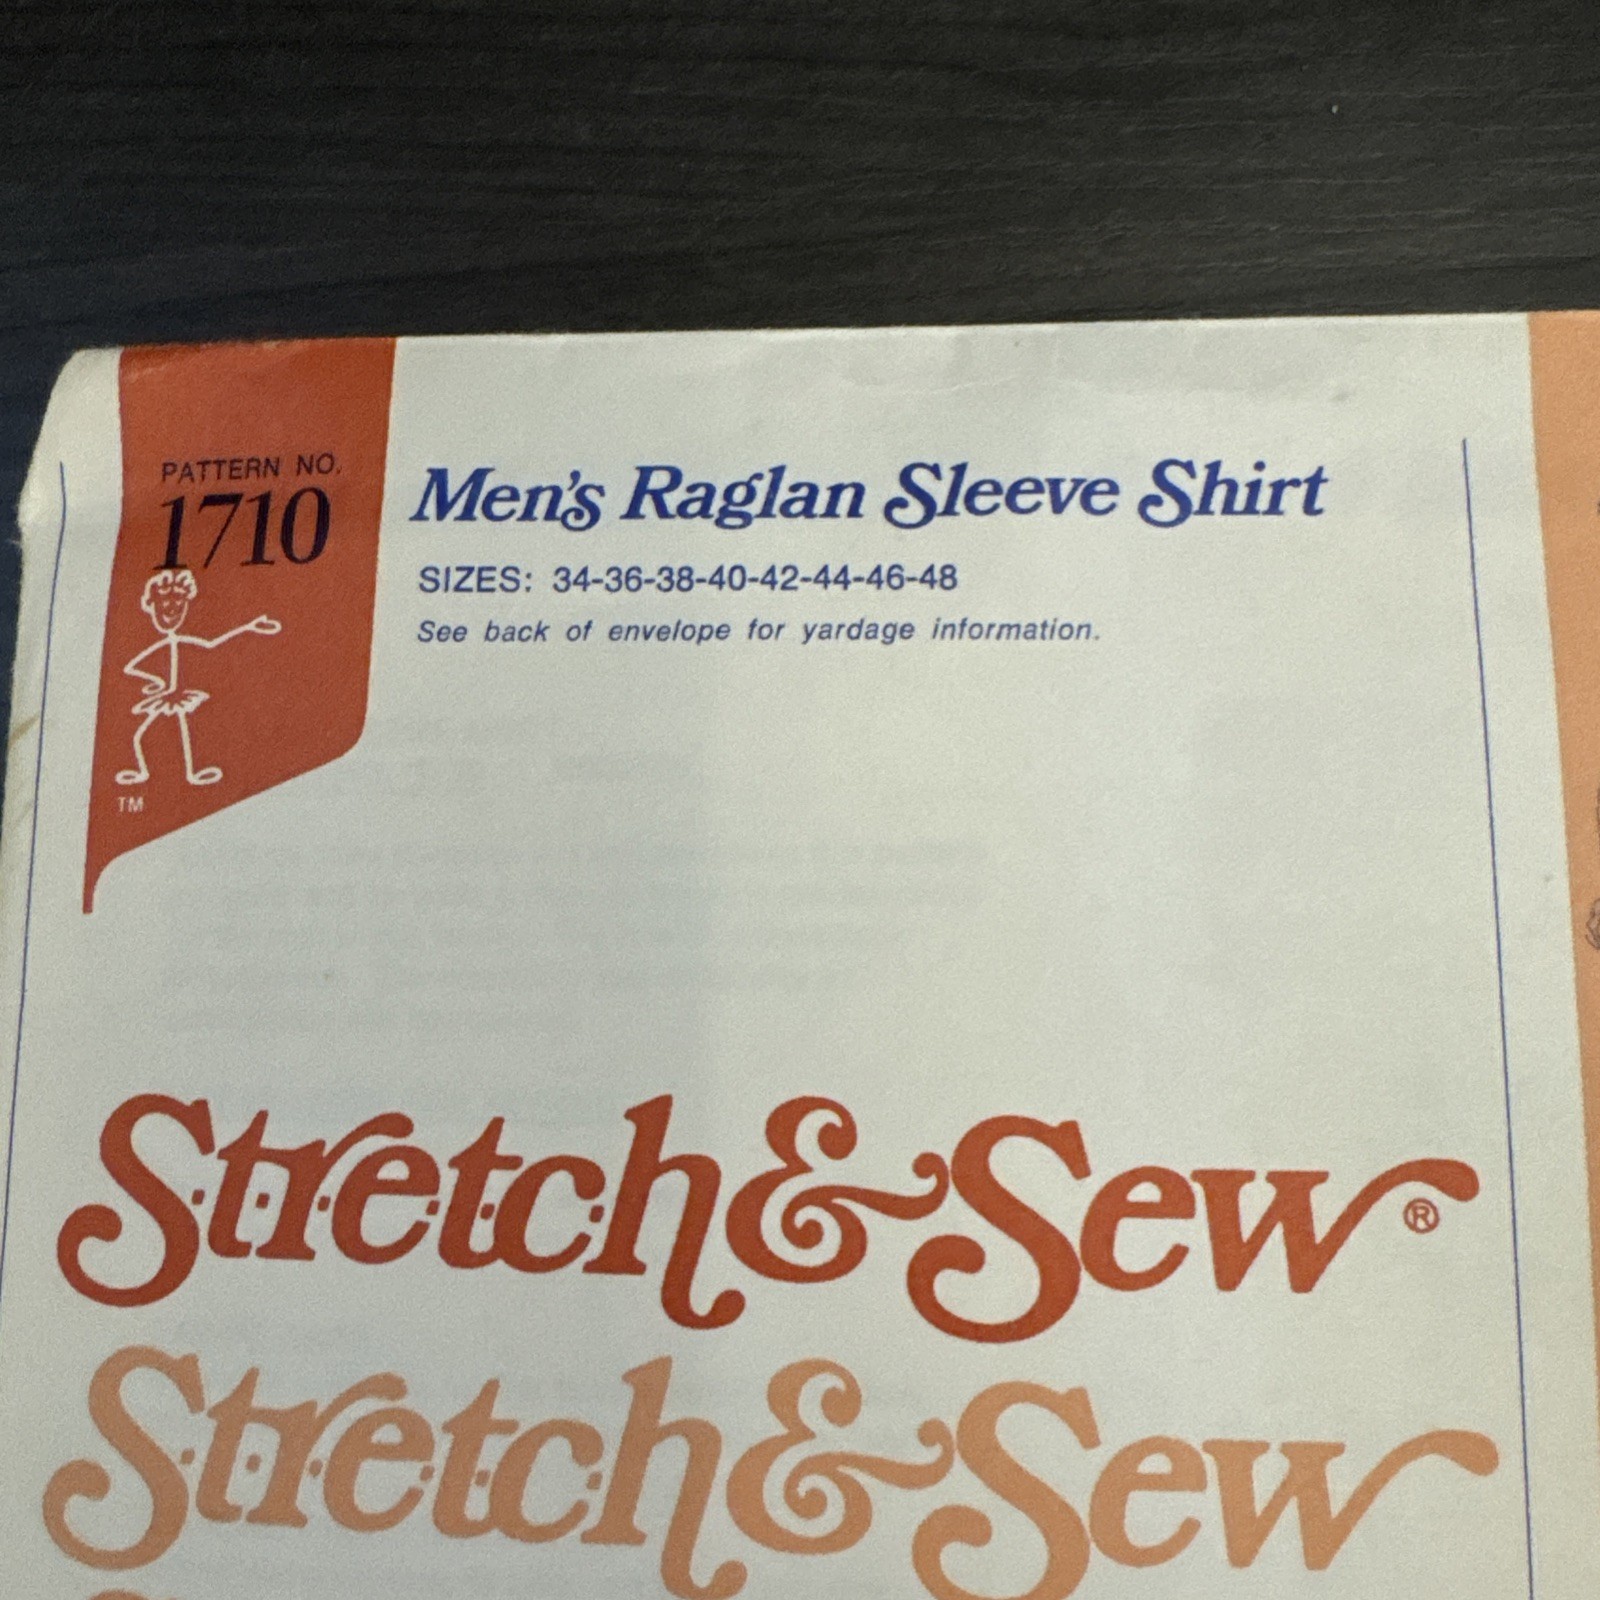 PATTERN NO.
1710
Men's Raglan Sleeve Shirt
SIZES: 34-36-38-40-42-44-46-48
See back of envelope for yardage information.
TM
Stretch & Sew ®
Stretch & Sew